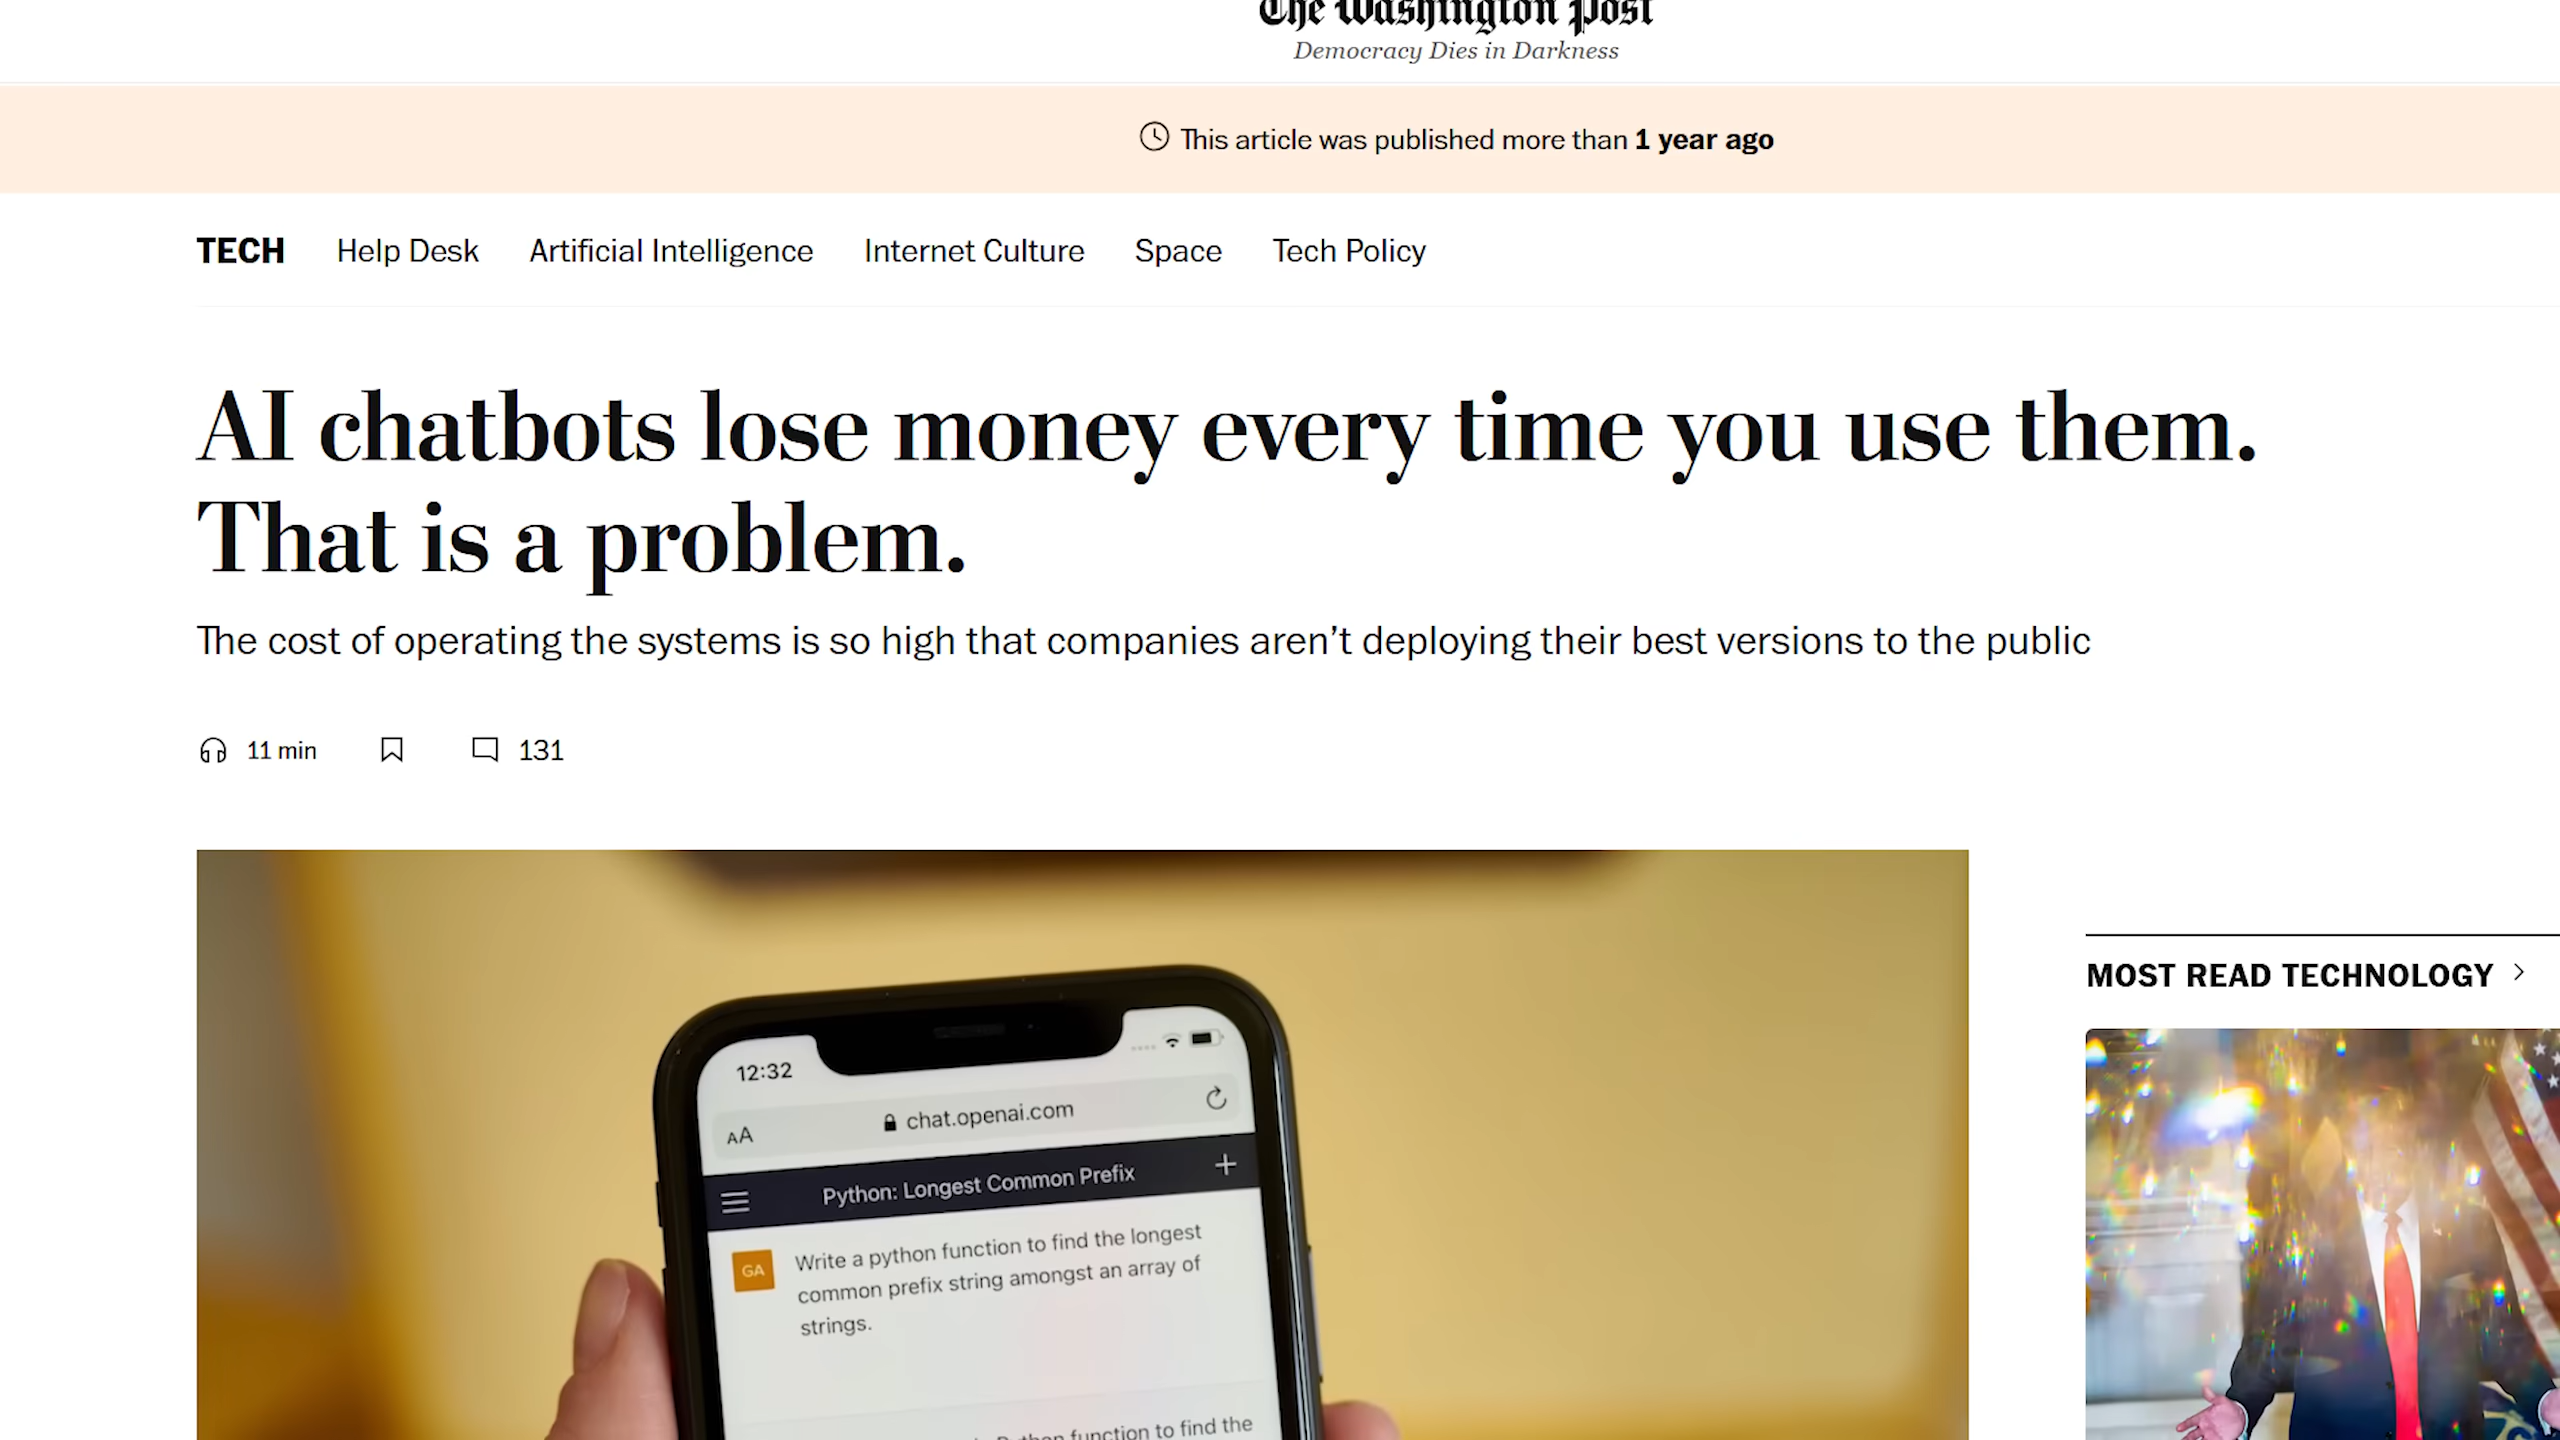 The Washington Post
Democracy Dies in Darkness
This article was published more than 1 year ago
TECH Help Desk Artificial Intelligence Internet Culture Space Tech Policy
AI chatbots lose money every time you use them.
That is a problem.
The cost of operating the systems is so high that companies aren’t deploying their best versions to the public
11 min 131
MOST READ TECHNOLOGY >
12:32
AA chat.openai.com
Python: Longest Common Prefix +
GA Write a python function to find the longest
common prefix string amongst an array of
strings.
Python function to find the